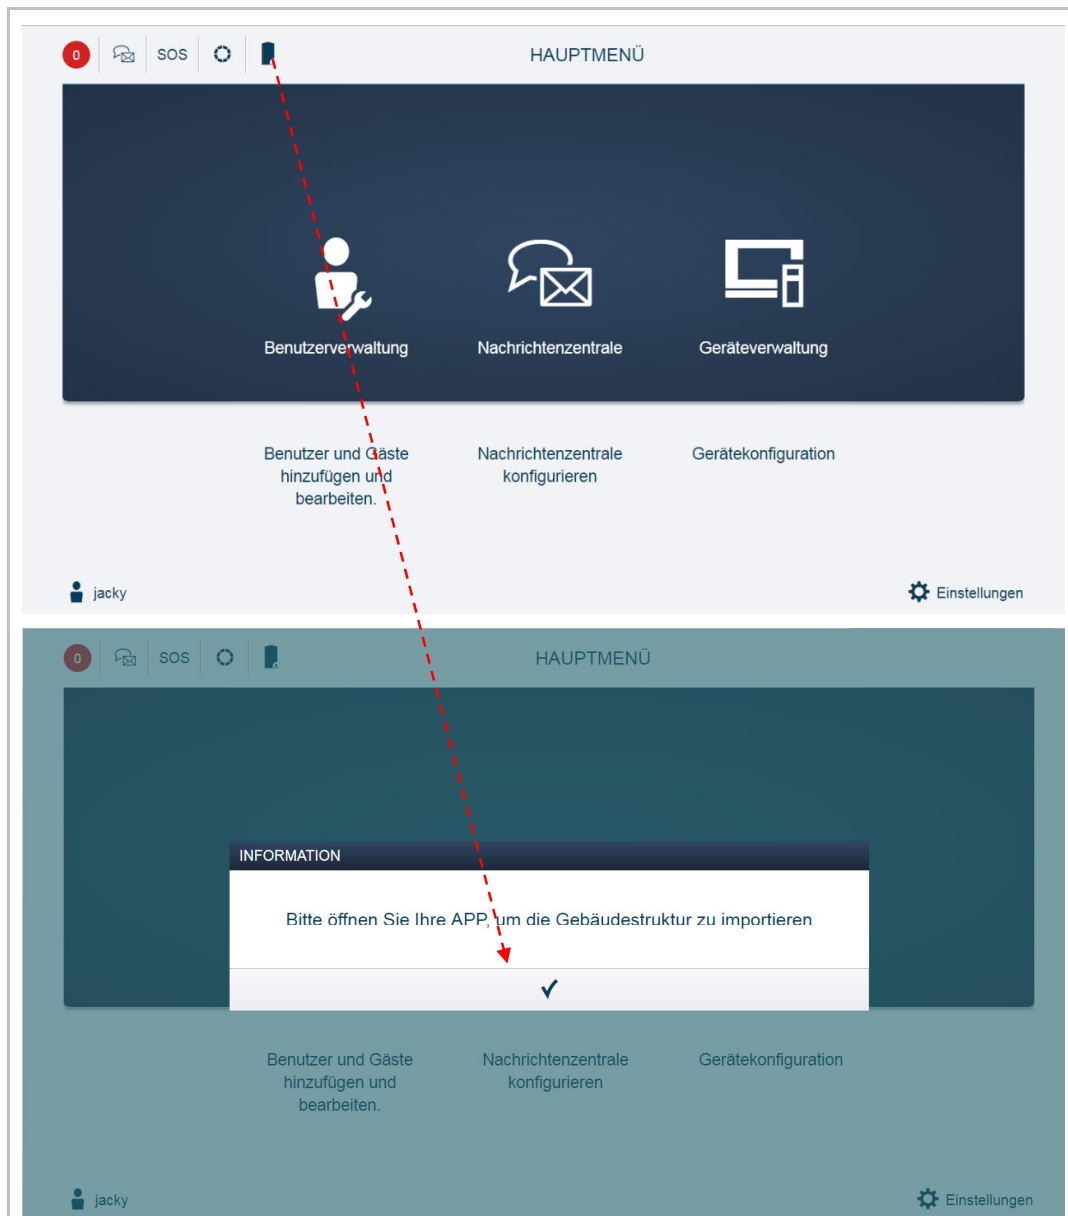 0
SOS
HAUPTMENÜ
Benutzerverwaltung
Nachrichtenzentrale
Geräteverwaltung
Benutzer und Gäste
hinzufügen und
bearbeiten.
Nachrichtenzentrale
konfigurieren
Gerätekonfiguration
jacky
Einstellungen
0
SOS
HAUPTMENÜ
INFORMATION
Bitte öffnen Sie Ihre APP, um die Gebäudestruktur zu importieren
Benutzer und Gäste
hinzufügen und
bearbeiten.
Nachrichtenzentrale
konfigurieren
Gerätekonfiguration
jacky
Einstellungen